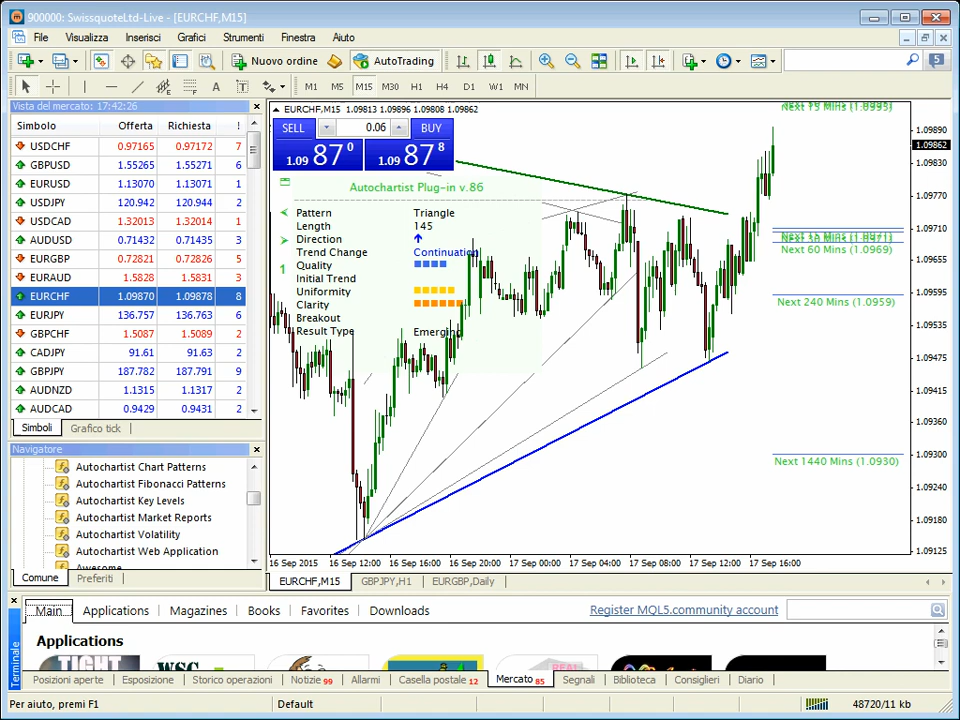 900000: SwissquoteLtd-Live - [EURCHF,M15]
File Visualizza Inserisci Grafici Strumenti Finestra Aiuto
Nuovo ordine AutoTrading 5
A T M1 M5 M15 M30 H1 H4 D1 W1 MN
Vista del mercato: 17:42:26
Simbolo Offerta Richiesta !
USDCHF 0.97165 0.97172 7
GBPUSD 1.55265 1.55271 6
EURUSD 1.13070 1.13071 1
USDJPY 120.942 120.944 2
USDCAD 1.32013 1.32014 1
AUDUSD 0.71432 0.71435 3
EURGBP 0.72821 0.72826 5
EURAUD 1.5828 1.5831 3
EURCHF 1.09870 1.09878 8
EURJPY 136.757 136.763 6
GBPCHF 1.5087 1.5089 2
CADJPY 91.61 91.63 2
GBPJPY 187.782 187.791 9
AUDNZD 1.1315 1.1317 2
AUDCAD 0.9429 0.9431 2
Simboli Grafico tick
Navigatore
Autochartist Chart Patterns
Autochartist Fibonacci Patterns
Autochartist Key Levels
Autochartist Market Reports
Autochartist Volatility
Autochartist Web Application
Awesome
Comune Preferiti
EURCHF,M15 1.09813 1.09896 1.09808 1.09862
SELL 0.06 BUY
1.09 87 0 1.09 87 8
Autochartist Plug-in v.86
Pattern Triangle
Length 145
Direction
Trend Change Continuation
Quality
1
Initial Trend
Uniformity
Clarity
Breakout
Result Type Emerging
Next 15 Mins (1.0995)
Next 60 Mins (1.0969)
Next 240 Mins (1.0959)
Next 1440 Mins (1.0930)
1.09890
1.09862
1.09830
1.09770
1.09710
1.09655
1.09595
1.09535
1.09475
1.09415
1.09360
1.09300
1.09240
1.09180
1.09125
16 Sep 2015 16 Sep 12:00 16 Sep 16:00 16 Sep 20:00 17 Sep 00:00 17 Sep 04:00 17 Sep 08:00 17 Sep 12:00 17 Sep 16:00
EURCHF,M15 GBPJPY,H1 EURGBP,Daily
Terminale
Main Applications Magazines Books Favorites Downloads Register MQL5.community account
Applications
TIGHT WSC REAL
Posizioni aperte Esposizione Storico operazioni Notizie 99 Allarmi Casella postale 12 Mercato 85 Segnali Biblioteca Consiglieri Diario
Per aiuto, premi F1 Default 48720/11 kb